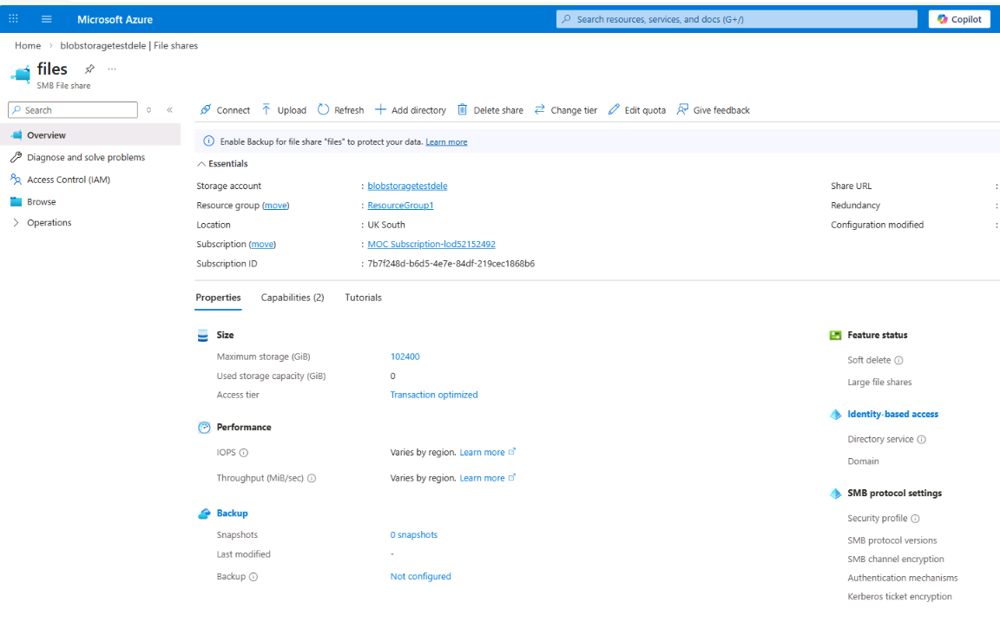 Microsoft Azure
Search resources, services, and docs (G+/)
Copilot
Home > blobstoragetestdele | File shares
files ...
SMB File share
Search
Overview
Diagnose and solve problems
Access Control (IAM)
Browse
Operations
Connect Upload Refresh Add directory Delete share Change tier Edit quota Give feedback
Enable Backup for file share "files" to protect your data. Learn more
Essentials
Storage account : blobstoragetestdele
Resource group (move) : ResourceGroup1
Location : UK South
Subscription (move) : MOC Subscription-lod52152492
Subscription ID : 7b7f248d-b6d5-4e7e-84df-219cec1868b6
Share URL :
Redundancy :
Configuration modified :
Properties Capabilities (2) Tutorials
Size
Maximum storage (GiB) 102400
Used storage capacity (GiB) 0
Access tier Transaction optimized
Performance
IOPS Varies by region. Learn more
Throughput (MiB/sec) Varies by region. Learn more
Backup
Snapshots 0 snapshots
Last modified -
Backup Not configured
Feature status
Soft delete
Large file shares
Identity-based access
Directory service
Domain
SMB protocol settings
Security profile
SMB protocol versions
SMB channel encryption
Authentication mechanisms
Kerberos ticket encryption